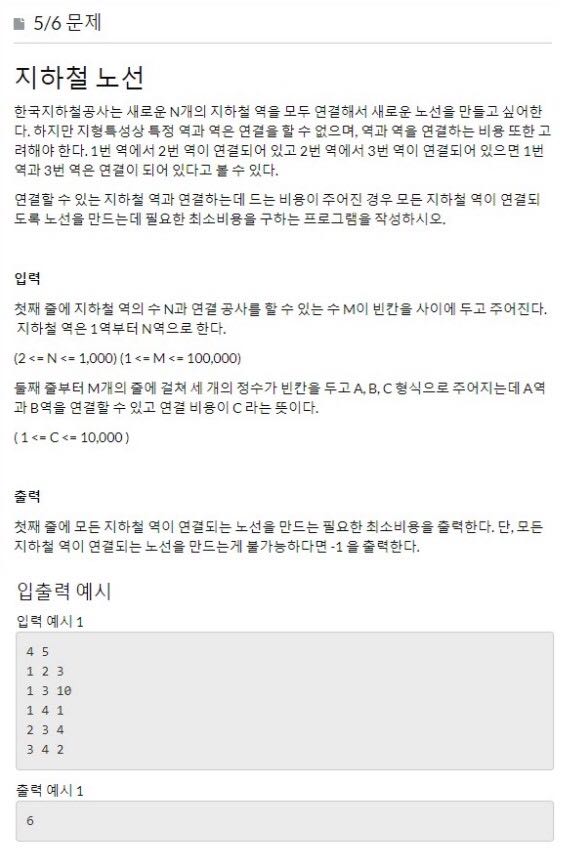 5/6 문제
지하철 노선
한국지하철공사는 새로운 N개의 지하철 역을 모두 연결해서 새로운 노선을 만들고 싶어한
다. 하지만 지형특성상 특정 역과 역은 연결을 할 수 없으며, 역과 역을 연결하는 비용 또한 고
려해야 한다. 1번 역에서 2번 역이 연결되어 있고 2번 역에서 3번 역이 연결되어 있으면 1번
역과 3번 역은 연결이 되어 있다고 볼 수 있다.
연결할 수 있는 지하철 역과 연결하는데 드는 비용이 주어진 경우 모든 지하철 역이 연결되
도록 노선을 만드는데 필요한 최소비용을 구하는 프로그램을 작성하시오.
입력
첫째 줄에 지하철 역의 수 N과 연결 공사를 할 수 있는 수 M이 빈칸을 사이에 두고 주어진다.
지하철 역은 1역부터 N역으로 한다.
(2 <= N <= 1,000) (1 <= M <= 100,000)
둘째 줄부터 M개의 줄에 걸쳐 세 개의 정수가 빈칸을 두고 A, B, C 형식으로 주어지는데 A역
과 B역을 연결할 수 있고 연결 비용이 C 라는 뜻이다.
( 1 <= C <= 10,000 )
출력
첫째 줄에 모든 지하철 역이 연결되는 노선을 만드는 필요한 최소비용을 출력한다. 단, 모든
지하철 역이 연결되는 노선을 만드는게 불가능하다면 -1 을 출력한다.
입출력 예시
입력 예시 1
4 5
1 2 3
1 3 10
1 4 1
2 3 4
3 4 2
출력 예시 1
6